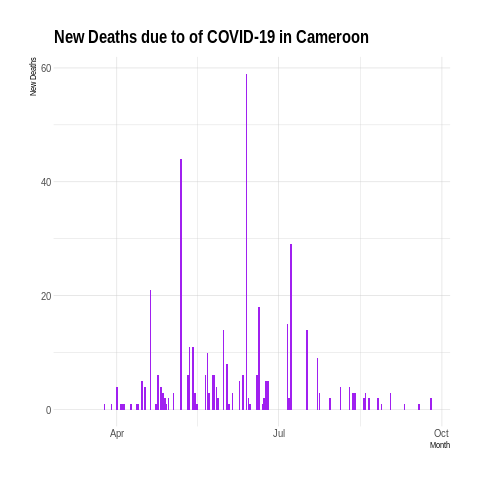 New Deaths due to of COVID-19 in Cameroon
New Deaths
60
40
20
0
Apr
Jul
Oct
Month